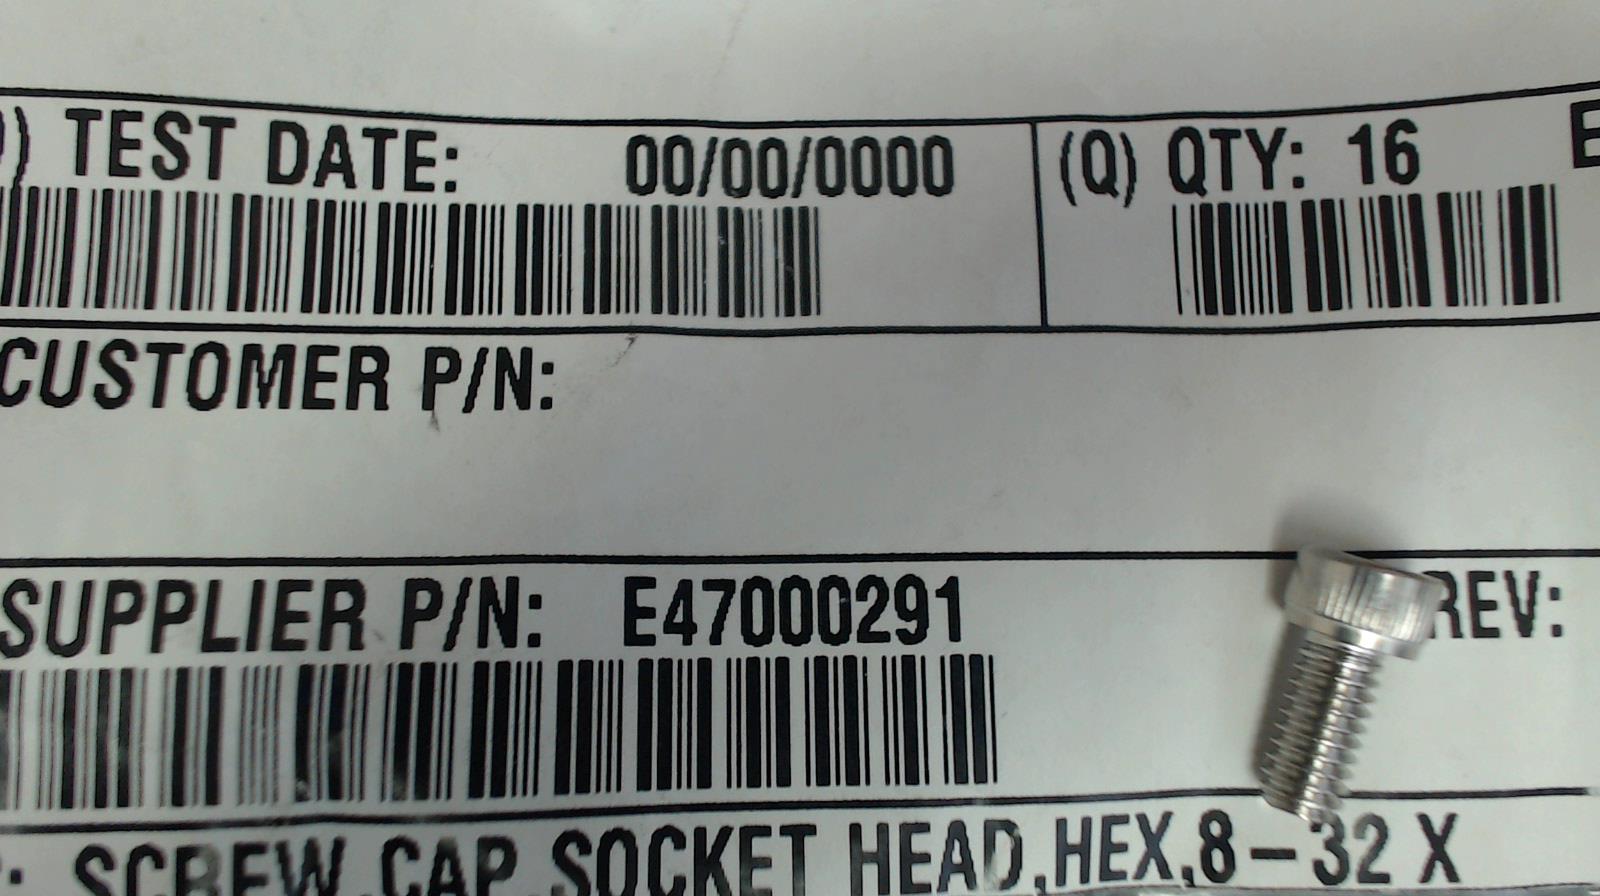 ) TEST DATE: 00/00/0000 (Q) QTY: 16 E
CUSTOMER P/N:
SUPPLIER P/N: E47000291 REV:
: SCREW,CAP,SOCKET HEAD,HEX,8-32 X